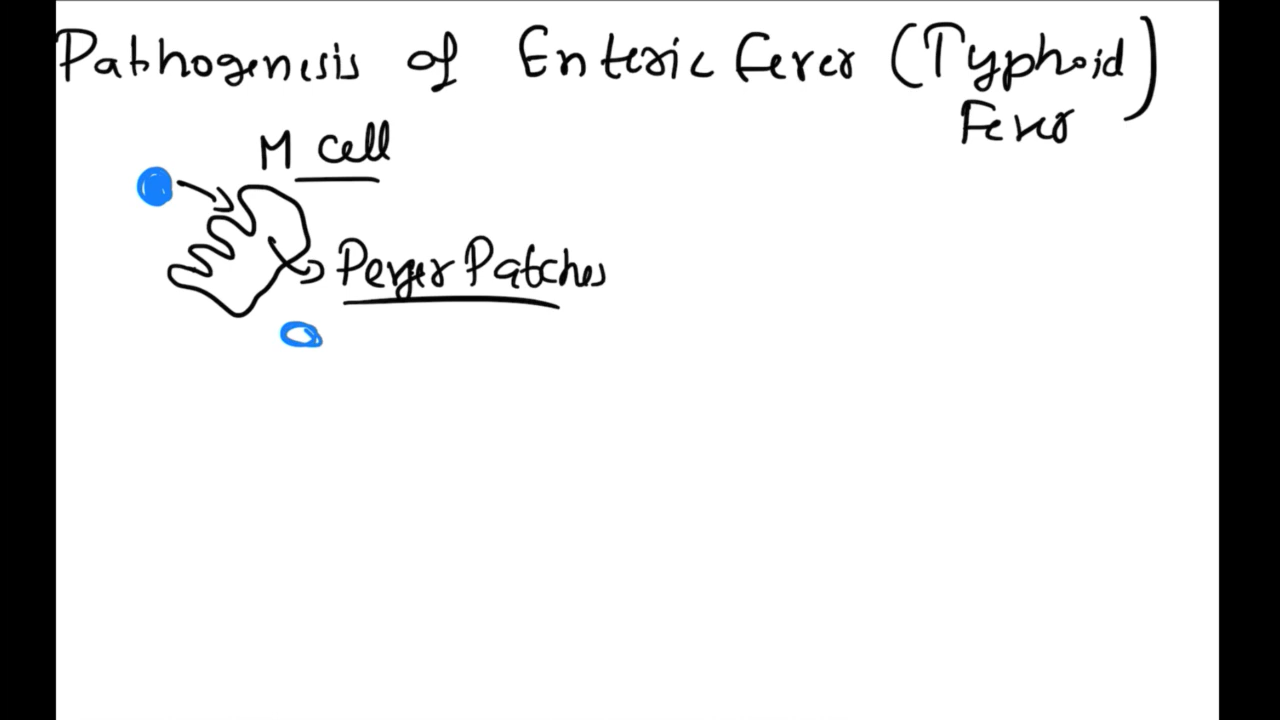 Pathogenesis of Enteric Fever (Typhoid)
Fever
M cell
Peyer Patches